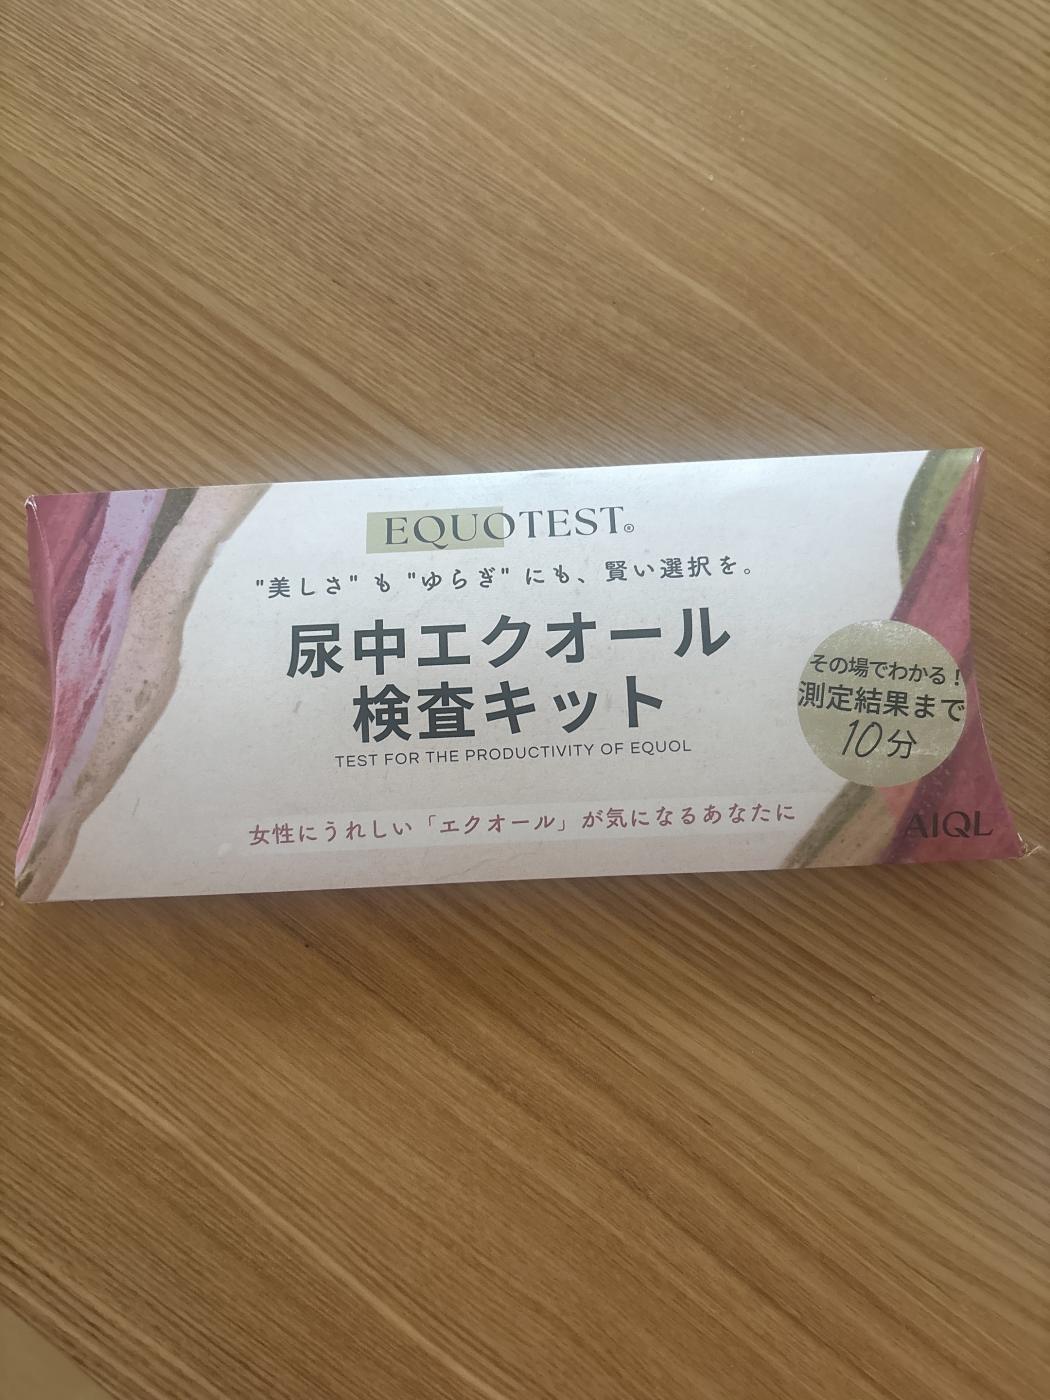 EQUOTEST®
"美しさ" も "ゆらぎ" にも、賢い選択を。
尿中エクオール
検査キット
TEST FOR THE PRODUCTIVITY OF EQUOL
女性にうれしい「エクオール」が気になるあなたに
その場でわかる！
測定結果まで
10分
AIQL